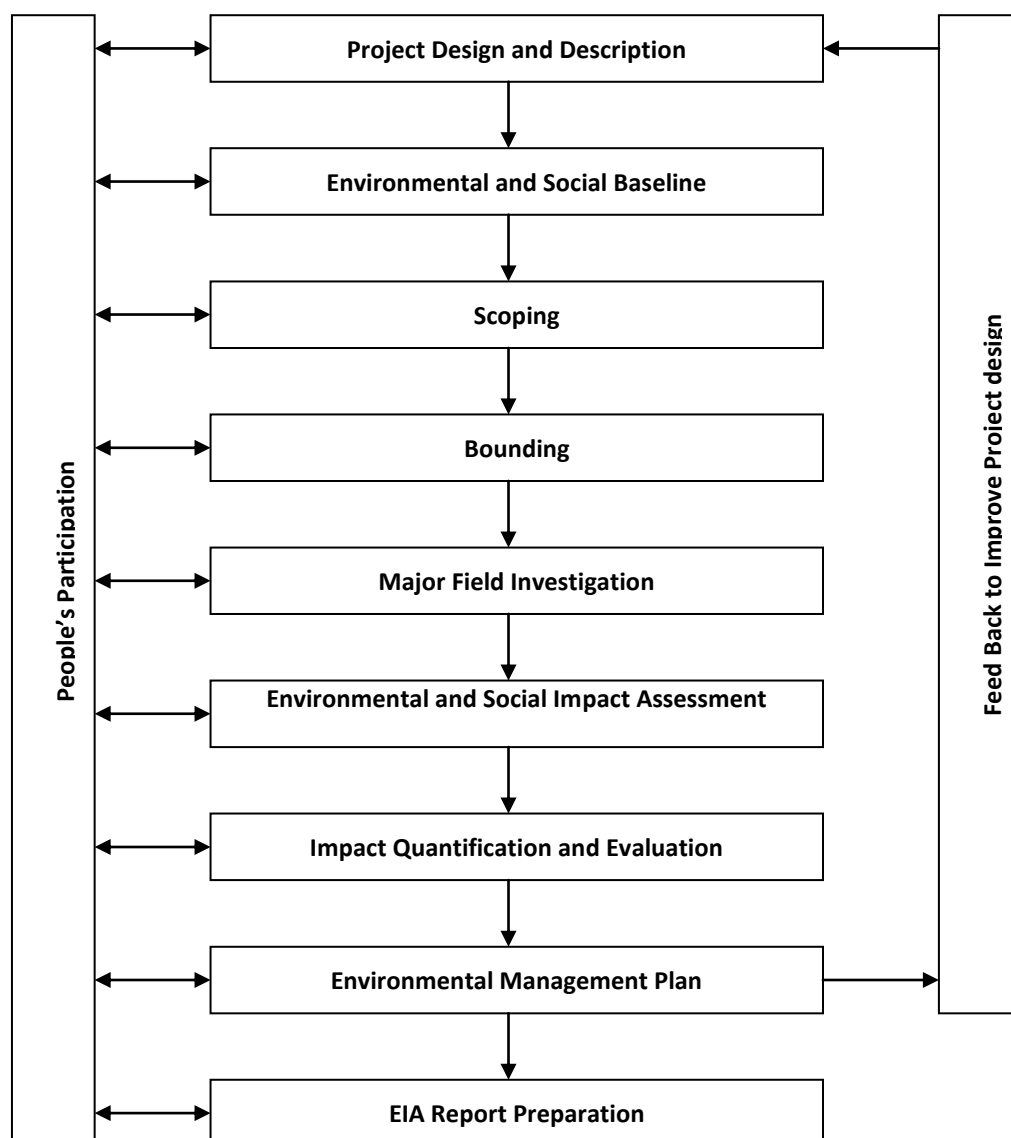 Project Design and Description
Environmental and Social Baseline
Scoping
Bounding
Major Field Investigation
Environmental and Social Impact Assessment
Impact Quantification and Evaluation
Environmental Management Plan
EIA Report Preparation
People's Participation
Feed Back to Improve Project design